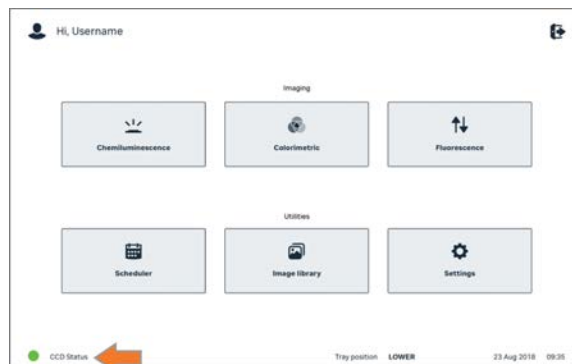 Hi, Username
Imaging
Chemiluminescence Colorimetric Fluorescence
Utilities
Scheduler Image library Settings
CCD Status Tray position LOWER 23 Aug 2018 09:35